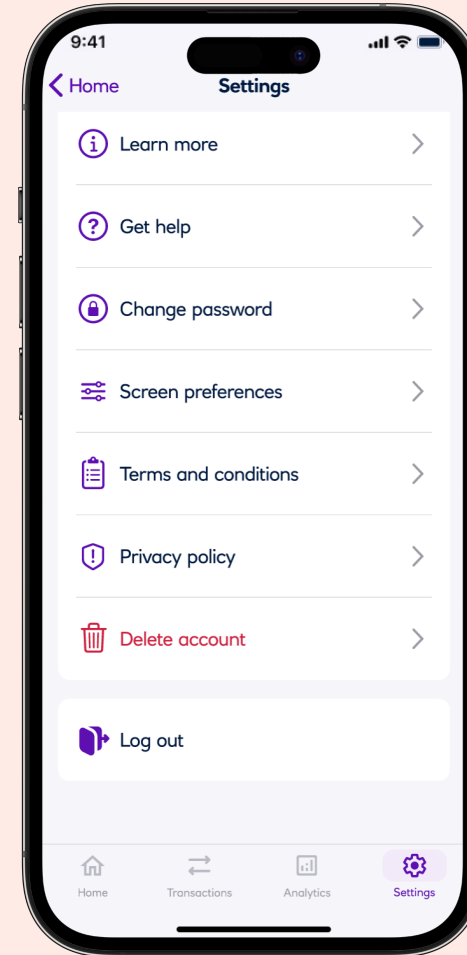 9:41
Home
Settings
Learn more
Get help
Change password
Screen preferences
Terms and conditions
Privacy policy
Delete account
Log out
Home Transactions Analytics Settings